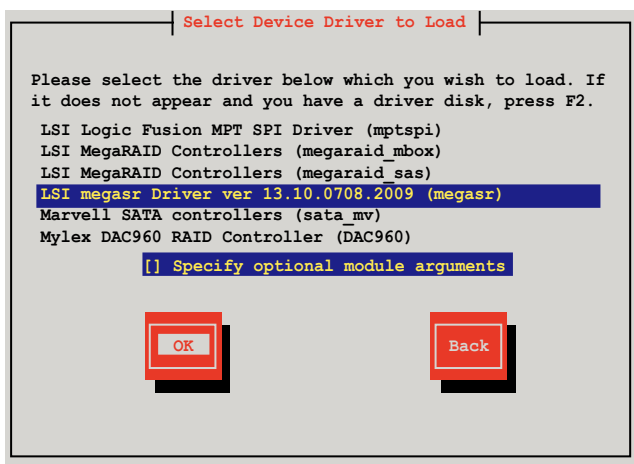 Select Device Driver to Load
Please select the driver below which you wish to load. If
it does not appear and you have a driver disk, press F2.
LSI Logic Fusion MPT SPI Driver (mptspi)
LSI MegaRAID Controllers (megaraid_mbox)
LSI MegaRAID Controllers (megaraid_sas)
LSI megasr Driver ver 13.10.0708.2009 (megasr)
Marvell SATA controllers (sata_mv)
Mylex DAC960 RAID Controller (DAC960)
[] Specify optional module arguments
OK
Back